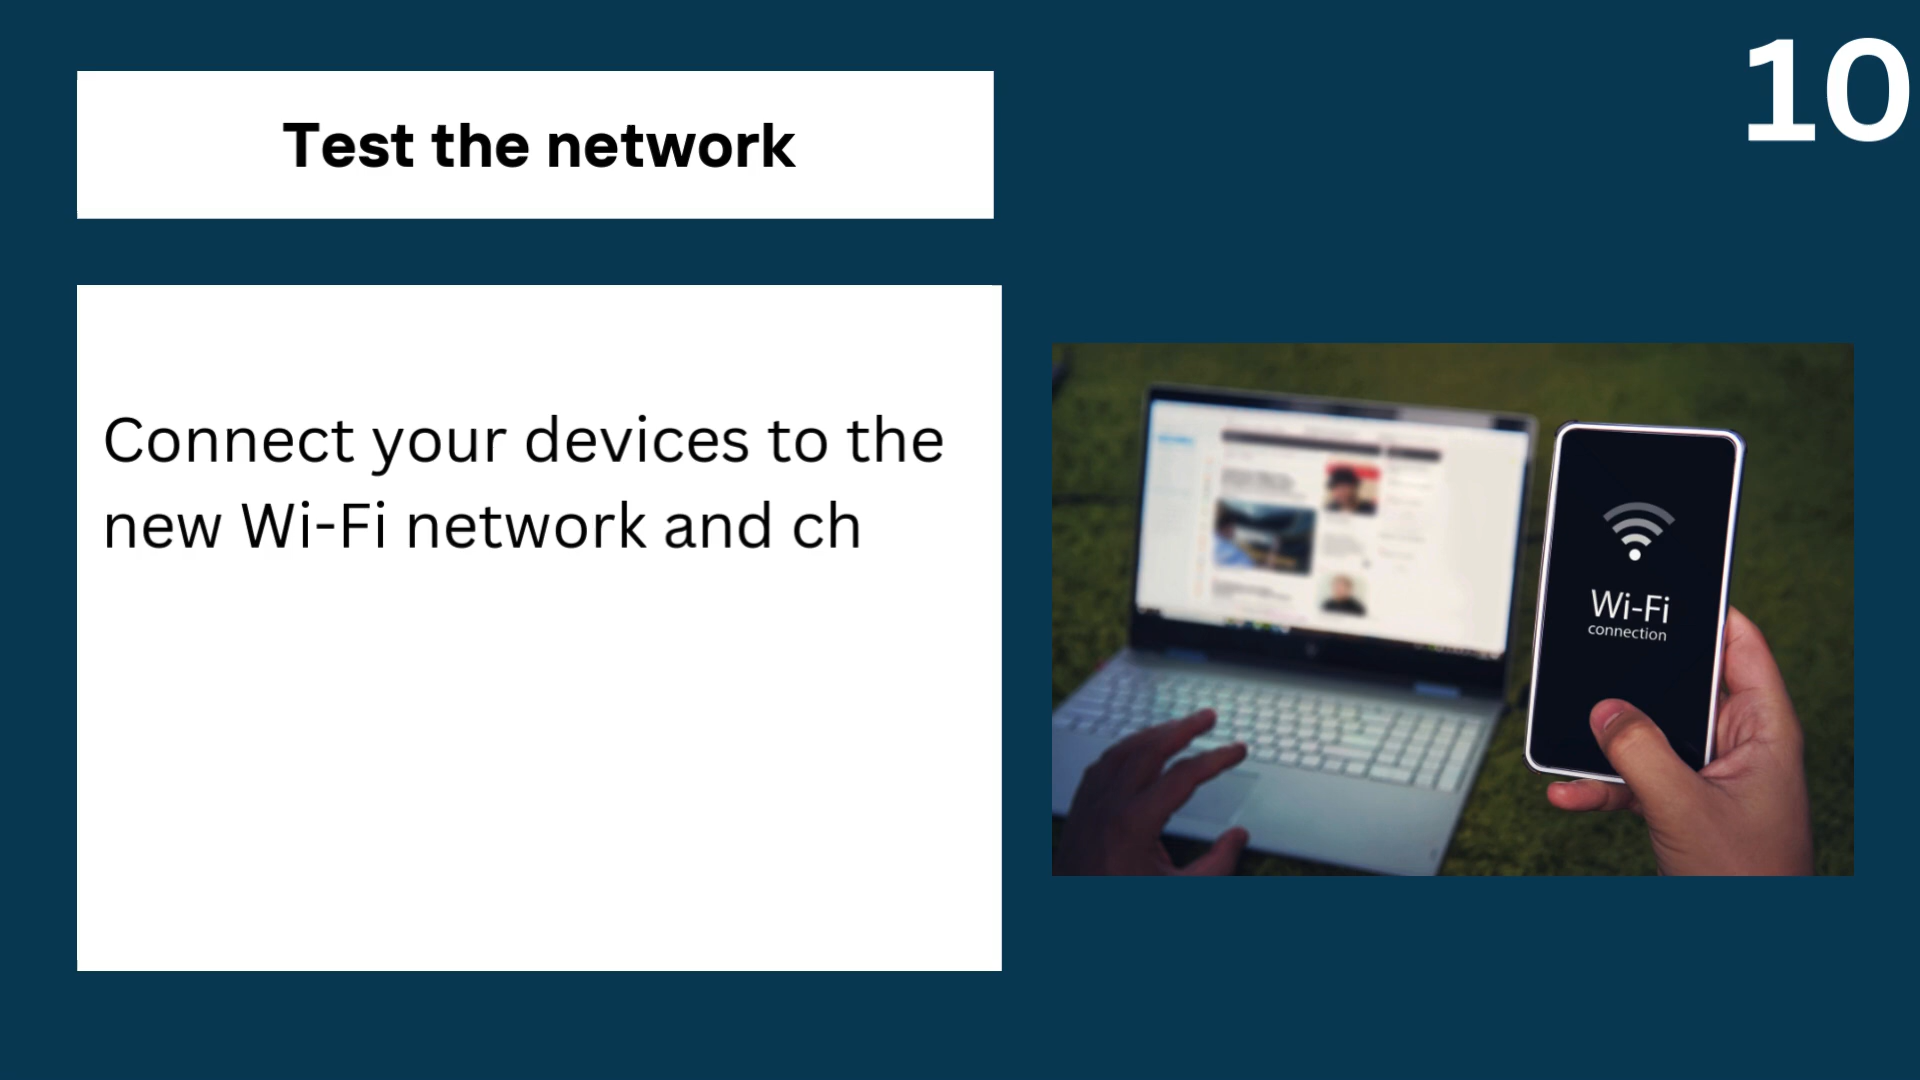 10
Test the network
Connect your devices to the
new Wi-Fi network and ch
Wi-Fi
connection